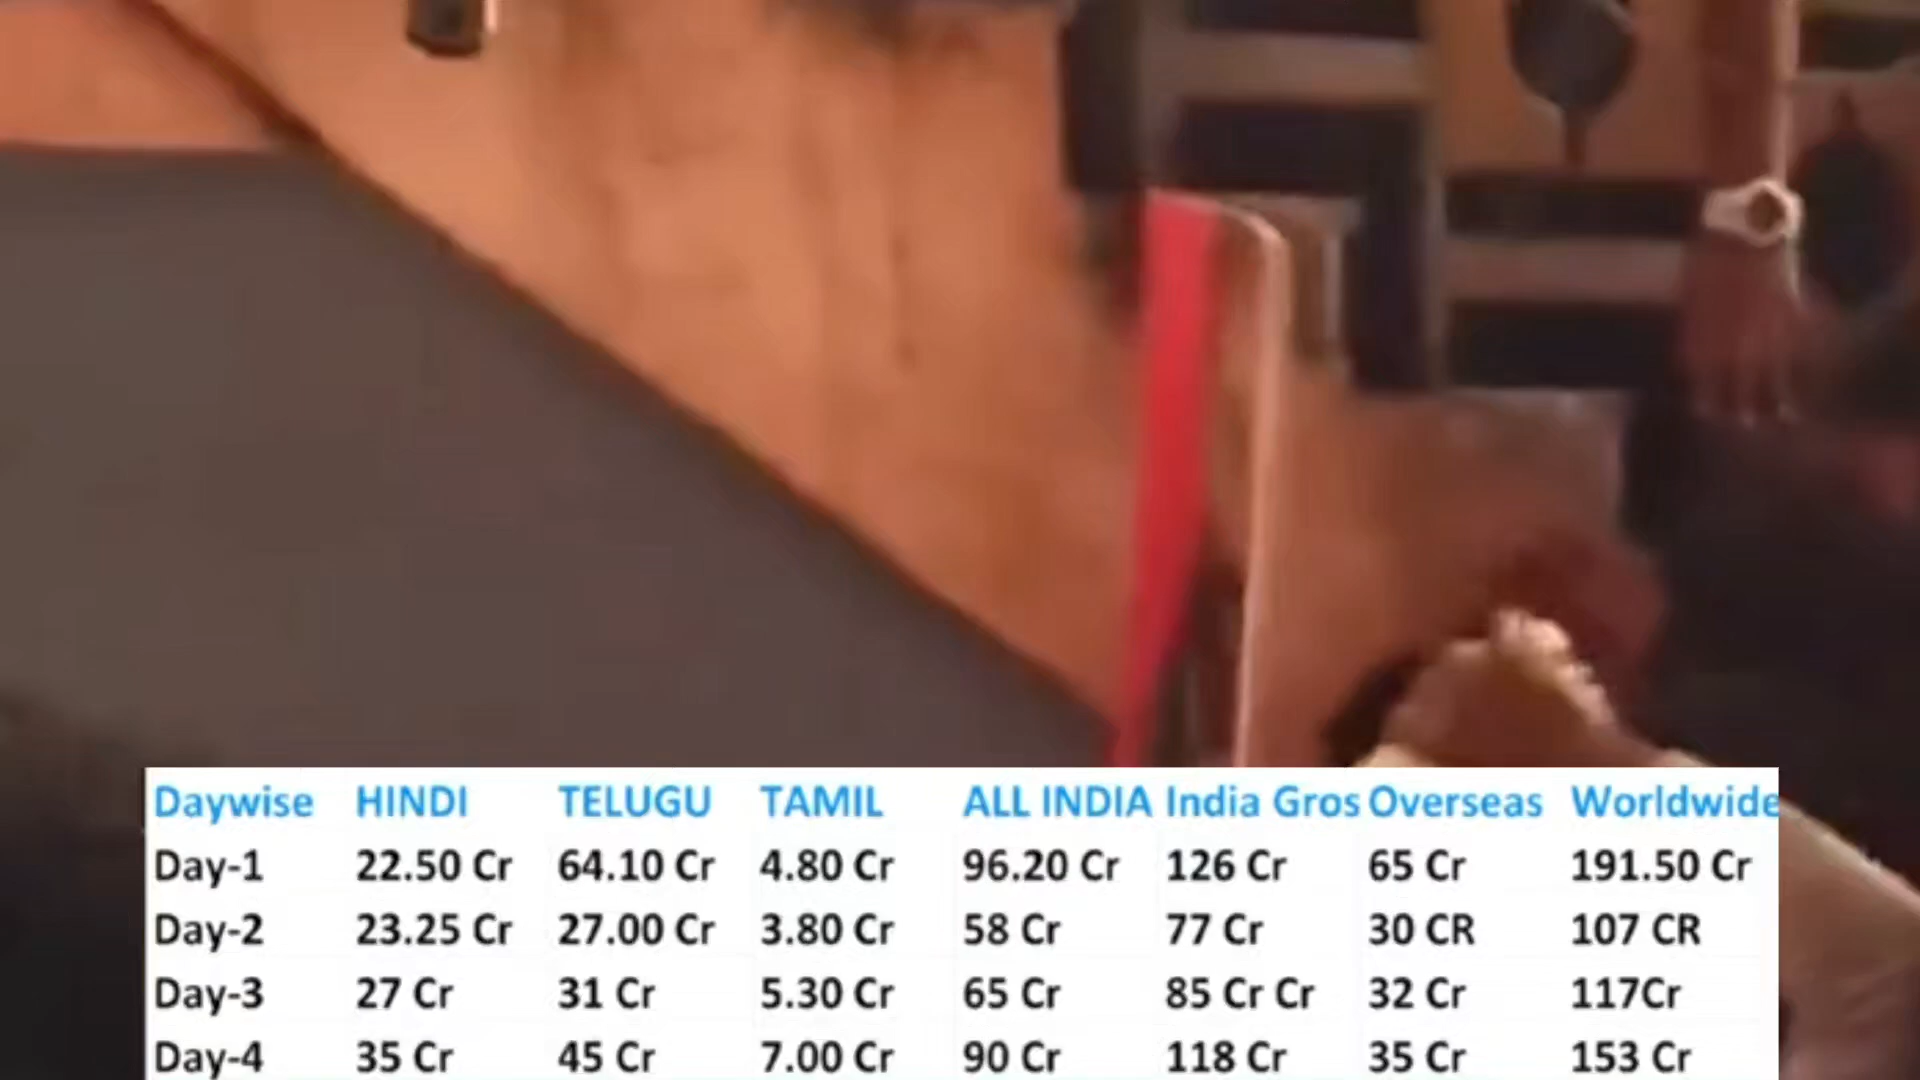 Daywise HINDI TELUGU TAMIL ALL INDIA India Gros Overseas Worldwide
Day-1 22.50 Cr 64.10 Cr 4.80 Cr 96.20 Cr 126 Cr 65 Cr 191.50 Cr
Day-2 23.25 Cr 27.00 Cr 3.80 Cr 58 Cr 77 Cr 30 CR 107 CR
Day-3 27 Cr 31 Cr 5.30 Cr 65 Cr 85 Cr Cr 32 Cr 117Cr
Day-4 35 Cr 45 Cr 7.00 Cr 90 Cr 118 Cr 35 Cr 153 Cr